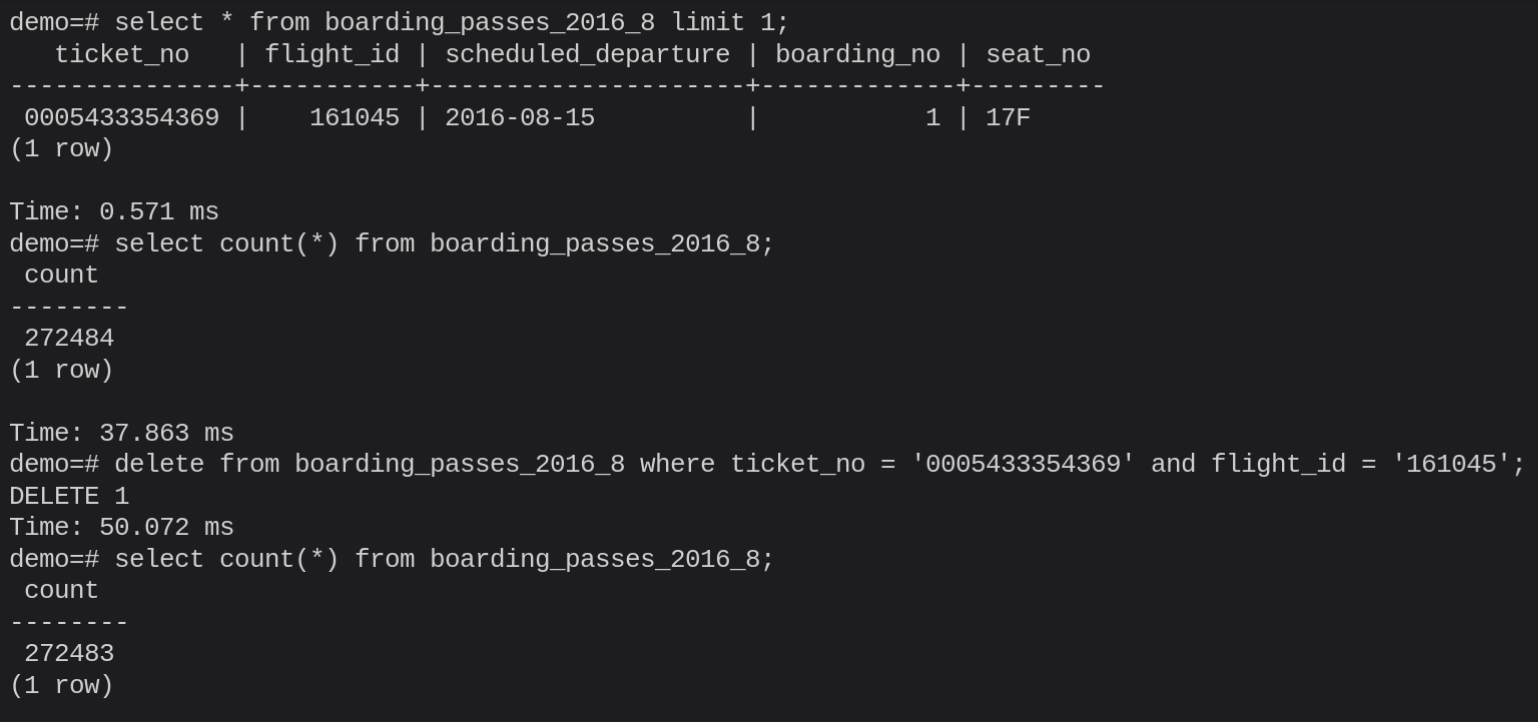 demo=# select * from boarding_passes_2016_8 limit 1;
   ticket_no   | flight_id | scheduled_departure | boarding_no | seat_no
---------------+-----------+---------------------+-------------+---------
 0005433354369 |    161045 | 2016-08-15          |           1 | 17F
(1 row)

Time: 0.571 ms
demo=# select count(*) from boarding_passes_2016_8;
 count
--------
 272484
(1 row)

Time: 37.863 ms
demo=# delete from boarding_passes_2016_8 where ticket_no = '0005433354369' and flight_id = '161045';
DELETE 1
Time: 50.072 ms
demo=# select count(*) from boarding_passes_2016_8;
 count
--------
 272483
(1 row)